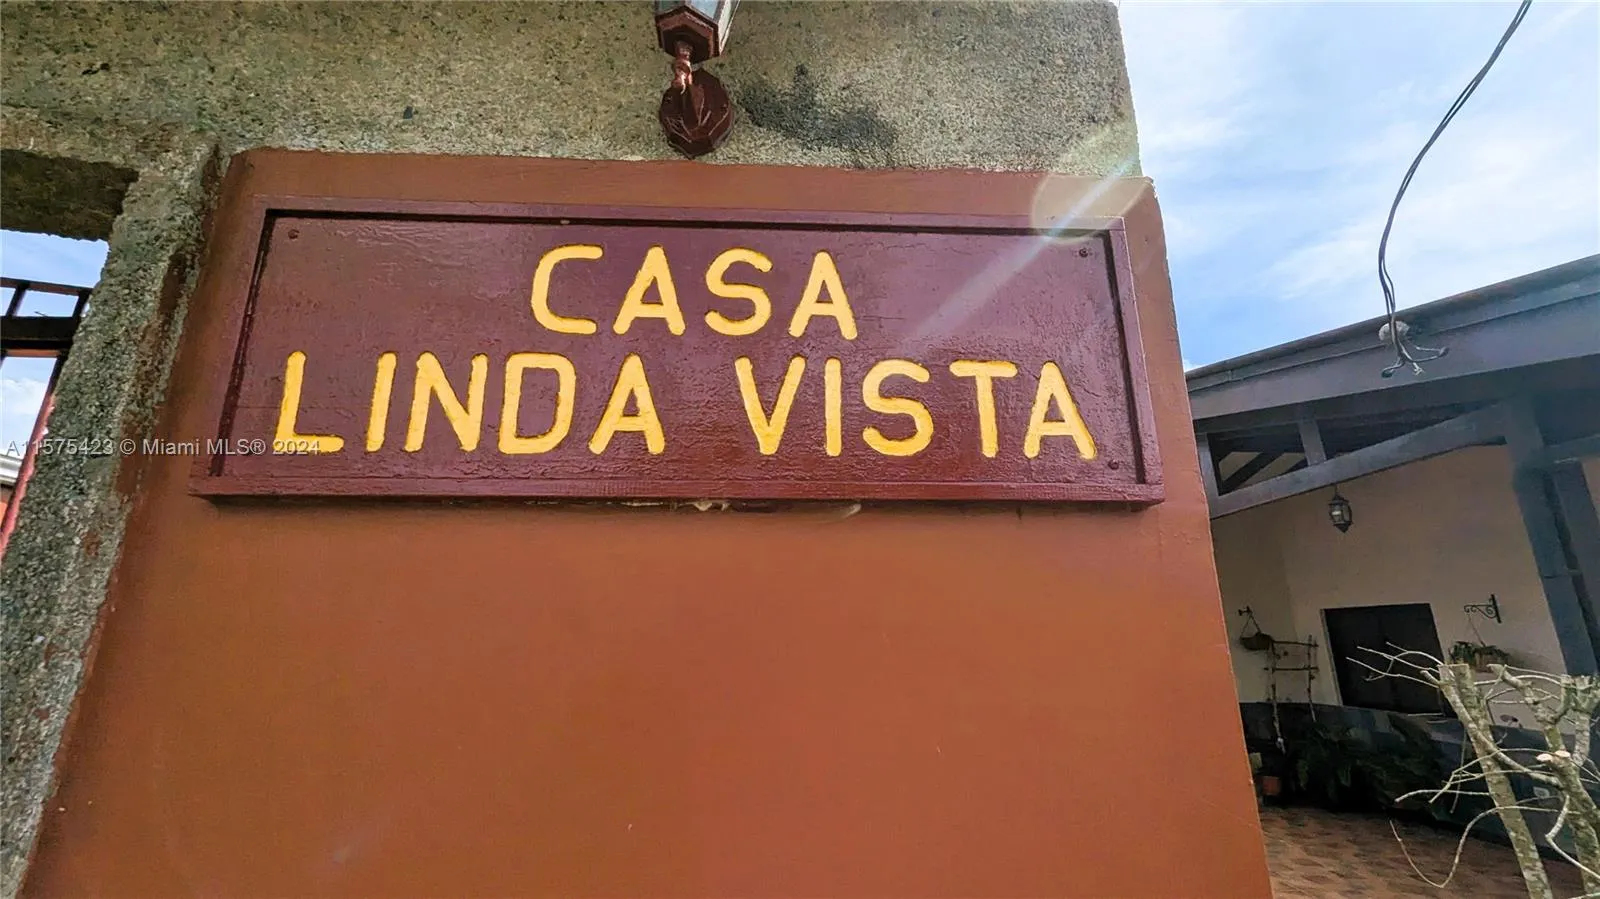 CASA
LINDA VISTA
A11575423 © Miami MLS® 2024